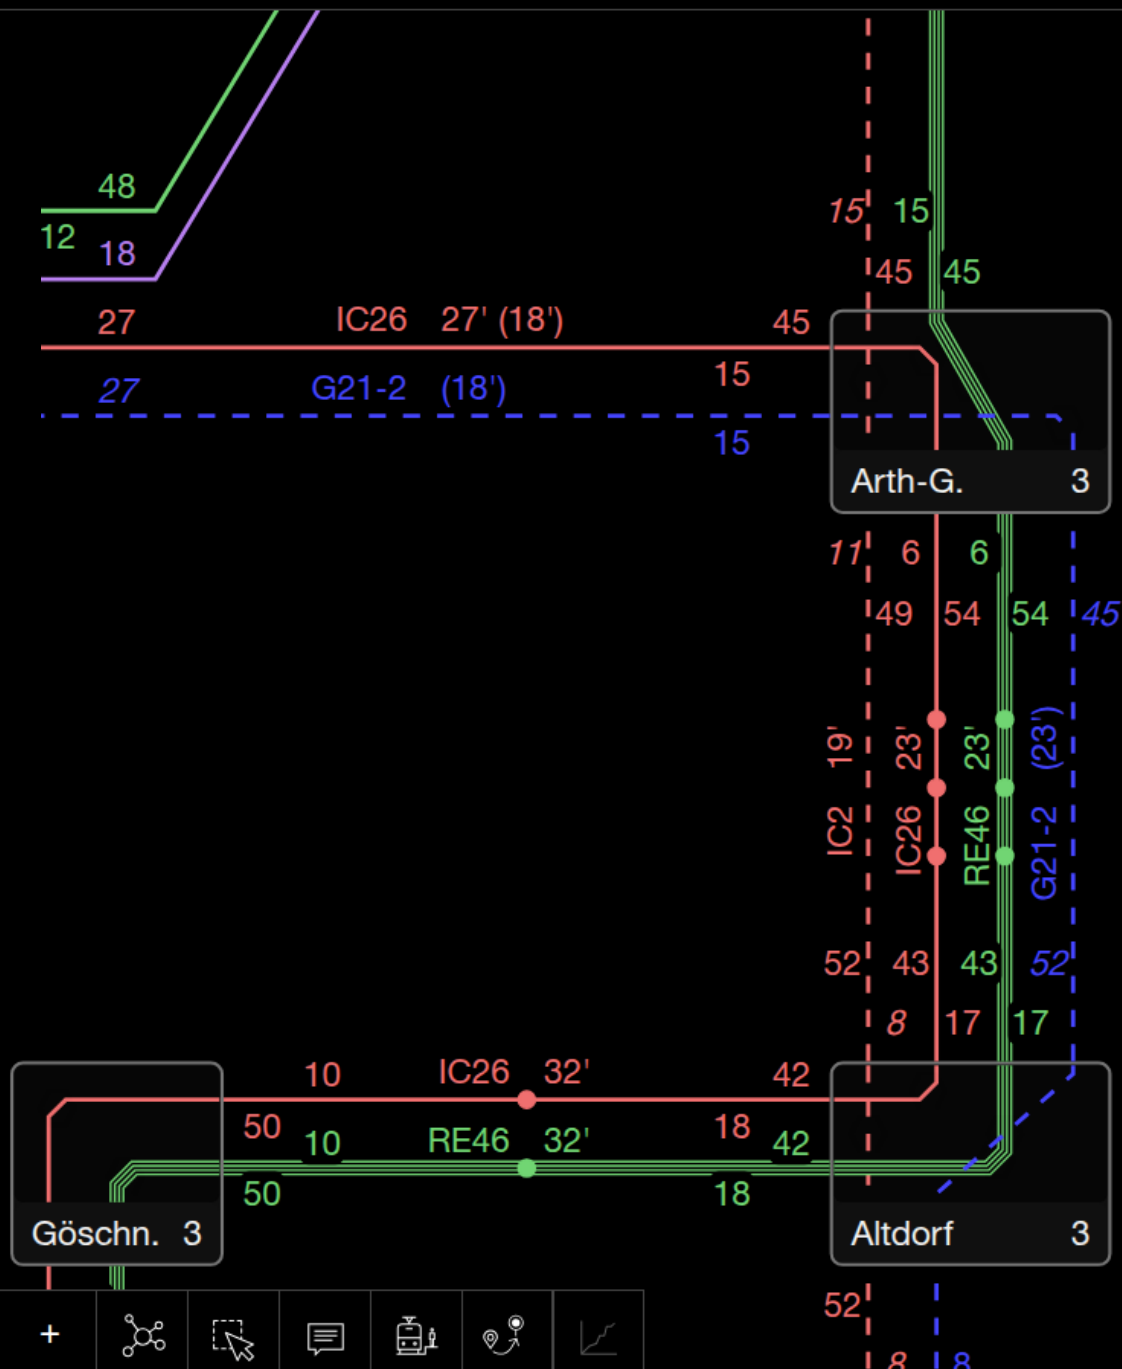 48
12
18
15 15
45 45
27 IC26 27' (18') 45
15
27 G21-2 (18')
15
Arth-G. 3
11 6 6
49 54 54 45
IC2 19'
IC26 23'
RE46 23'
G21-2 (23')
52 43 43 52
8 17 17
10 IC26 32' 42
50 18
10 RE46 32' 42
50 18
Göschn. 3
Altdorf 3
52
8 8
+